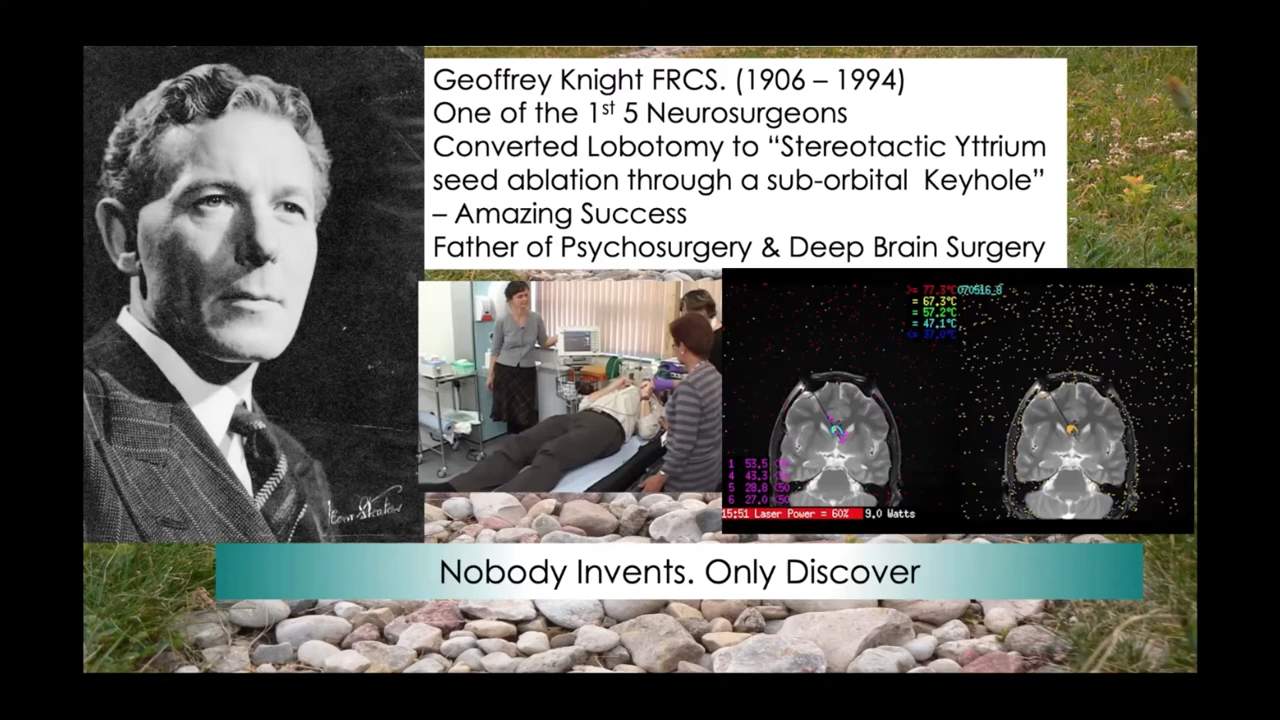 Geoffrey Knight FRCS. (1906 – 1994)
One of the 1st 5 Neurosurgeons
Converted Lobotomy to “Stereotactic Yttrium
seed ablation through a sub-orbital Keyhole”
– Amazing Success
Father of Psychosurgery & Deep Brain Surgery
>= 77.3°C
= 67.3°C
= 57.2°C
= 47.1°C
<= 37.0°C
070516_8
1 53.5
4 43.3
5 28.8
6 27.0
15:51 Laser Power = 60% 9.0 Watts
Nobody Invents. Only Discover